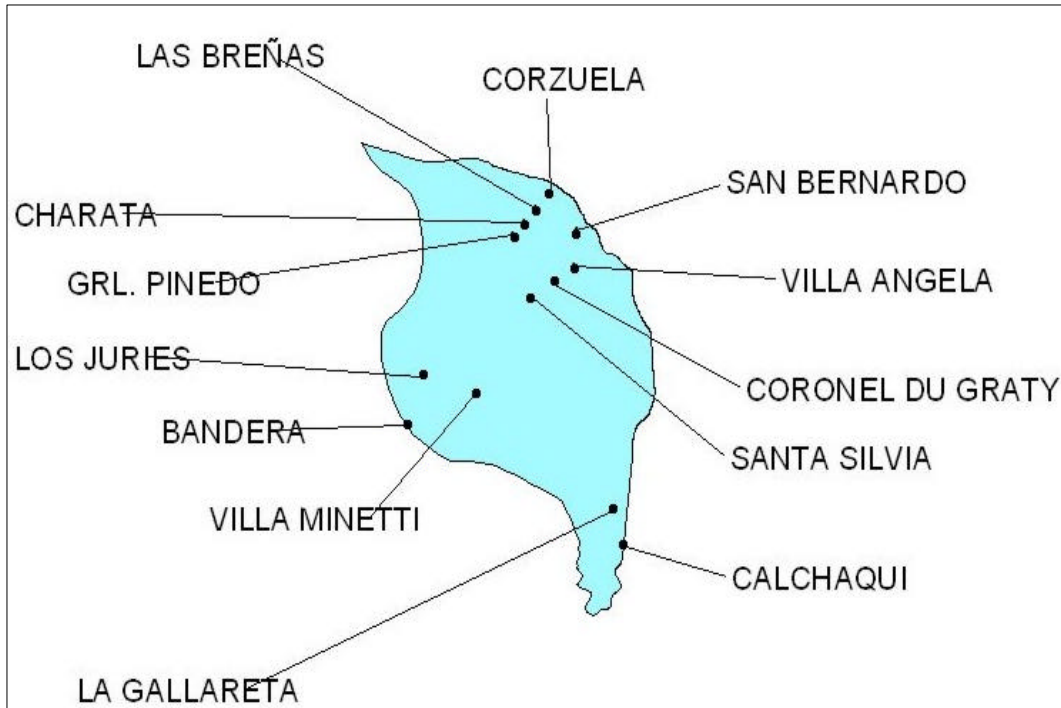 LAS BREÑAS
CORZUELA
SAN BERNARDO
CHARATA
GRL. PINEDO
VILLA ANGELA
LOS JURIES
CORONEL DU GRATY
BANDERA
SANTA SILVIA
VILLA MINETTI
CALCHAQUI
LA GALLARETA